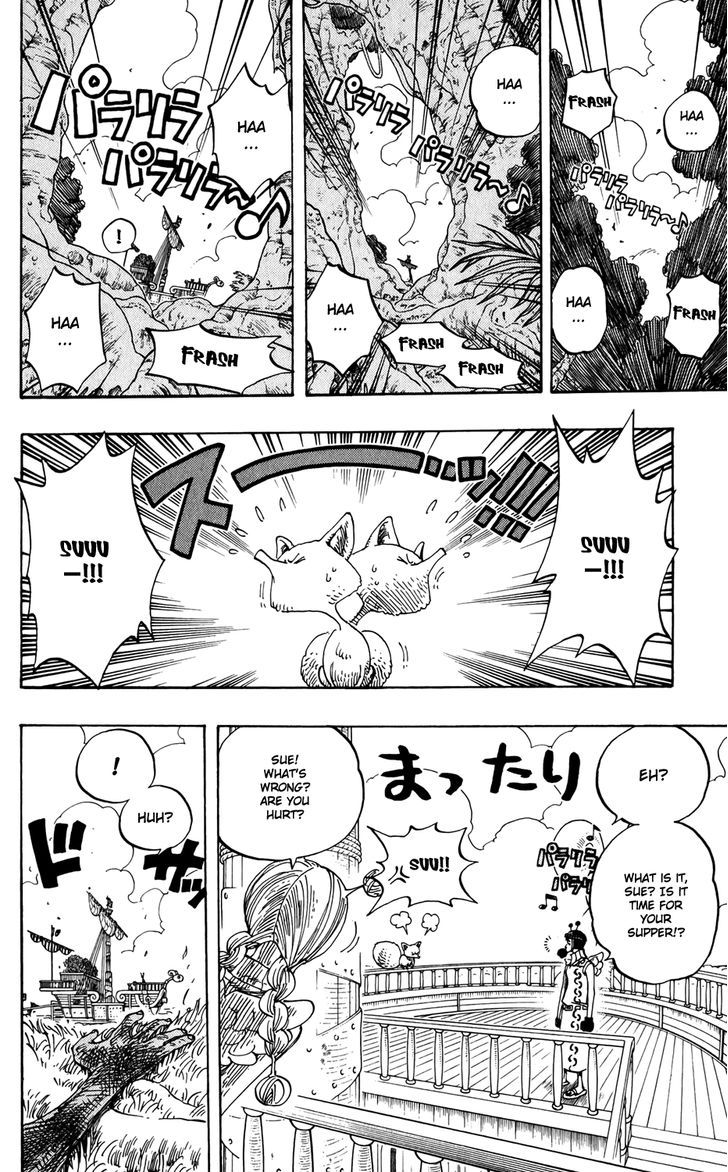 HAA
...
FRASH
パラリラ
パラリラ～♪
HAA
...
FRASH
HAA
...
パラリラ
パラリラ～♪
HAA
...
FRASH
FRASH
HAA
...
パラリラ
パラリラ～♪
!
HAA
...
FRASH
SUUU
—!!!
スーーーッ!!!
SUUU
—!!!
EH?
WHAT IS IT,
SUE? IS IT
TIME FOR
YOUR
SUPPER!?
パラリラ
パラリ
まったり
SUU!!
SUE!
WHAT'S
WRONG?
ARE YOU
HURT?
!
HUH?
ドサッ